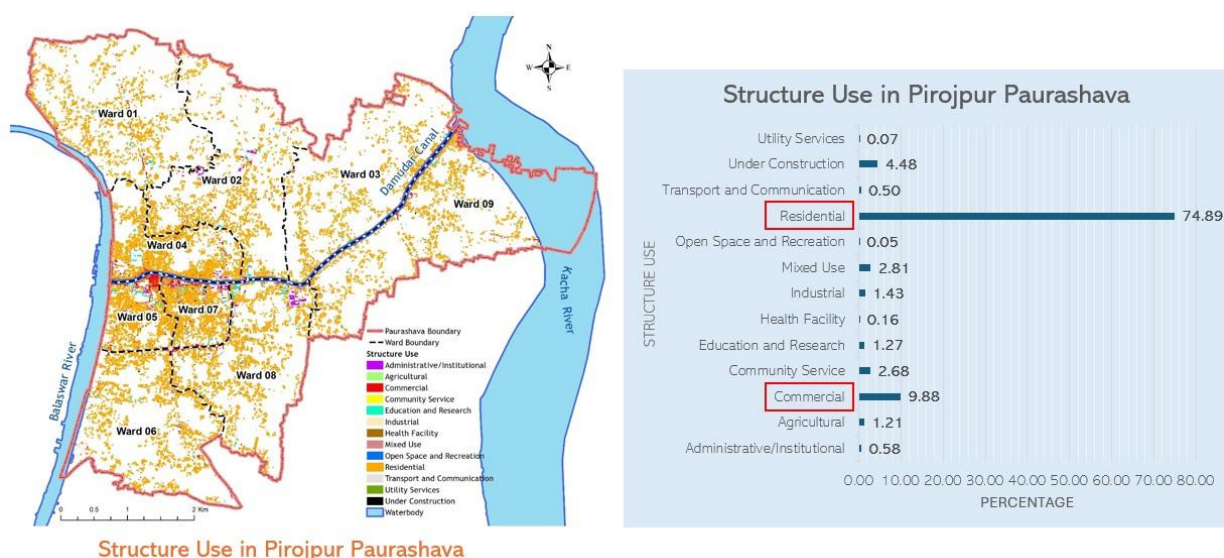 W E
N
S
Ward 01
Ward 02
Ward 03
Damudar Canal
Ward 09
Ward 04
Ward 05
Ward 07
Ward 08
Ward 06
Balaswar River
Kacha River
Paurashava Boundary
Ward Boundary
Structure Use
Administrative/Institutional
Agricultural
Commercial
Community Service
Education and Research
Industrial
Health Facility
Mixed Use
Open Space and Recreation
Residential
Transport and Communication
Utility Services
Under Construction
Waterbody
0 0.5 1 2 Km
Structure Use in Pirojpur Paurashava
Structure Use in Pirojpur Paurashava
STRUCTURE USE
Utility Services 0.07
Under Construction 4.48
Transport and Communication 0.50
Residential 74.89
Open Space and Recreation 0.05
Mixed Use 2.81
Industrial 1.43
Health Facility 0.16
Education and Research 1.27
Community Service 2.68
Commercial 9.88
Agricultural 1.21
Administrative/Institutional 0.58
0.00 10.00 20.00 30.00 40.00 50.00 60.00 70.00 80.00
PERCENTAGE